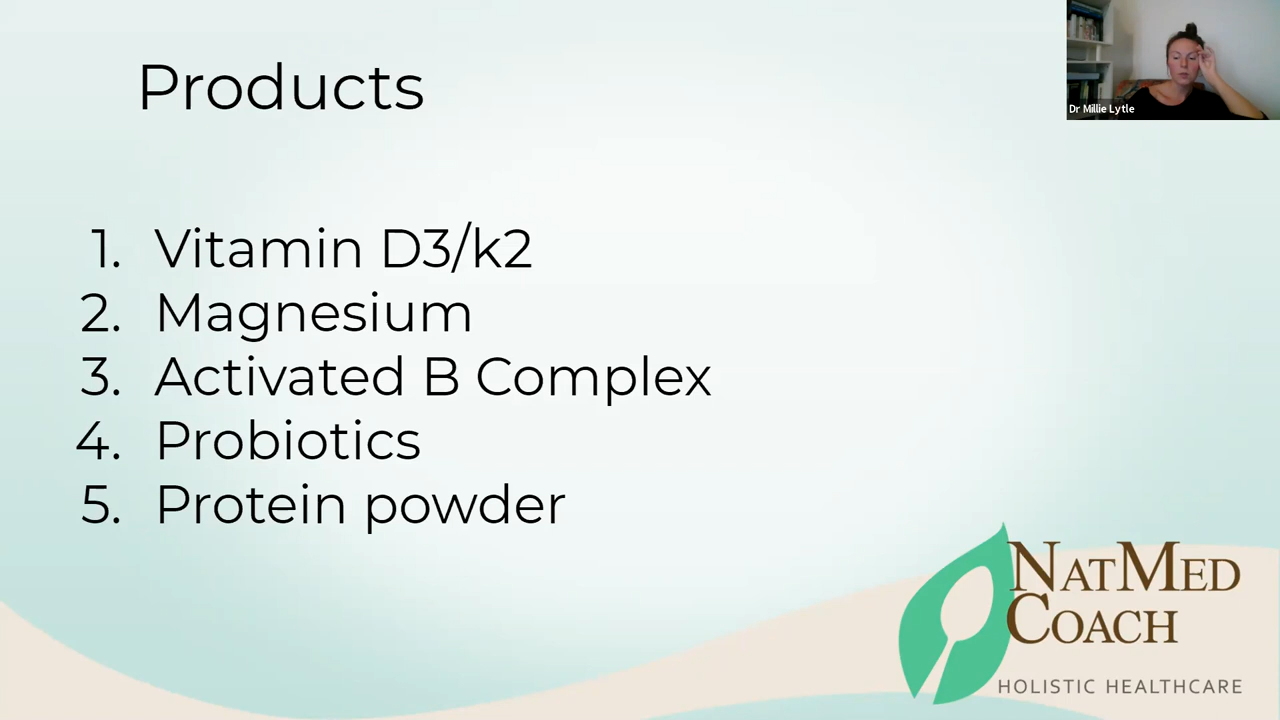 Products
Dr Millie Lytle
1. Vitamin D3/k2
2. Magnesium
3. Activated B Complex
4. Probiotics
5. Protein powder
NATMED
COACH
HOLISTIC HEALTHCARE